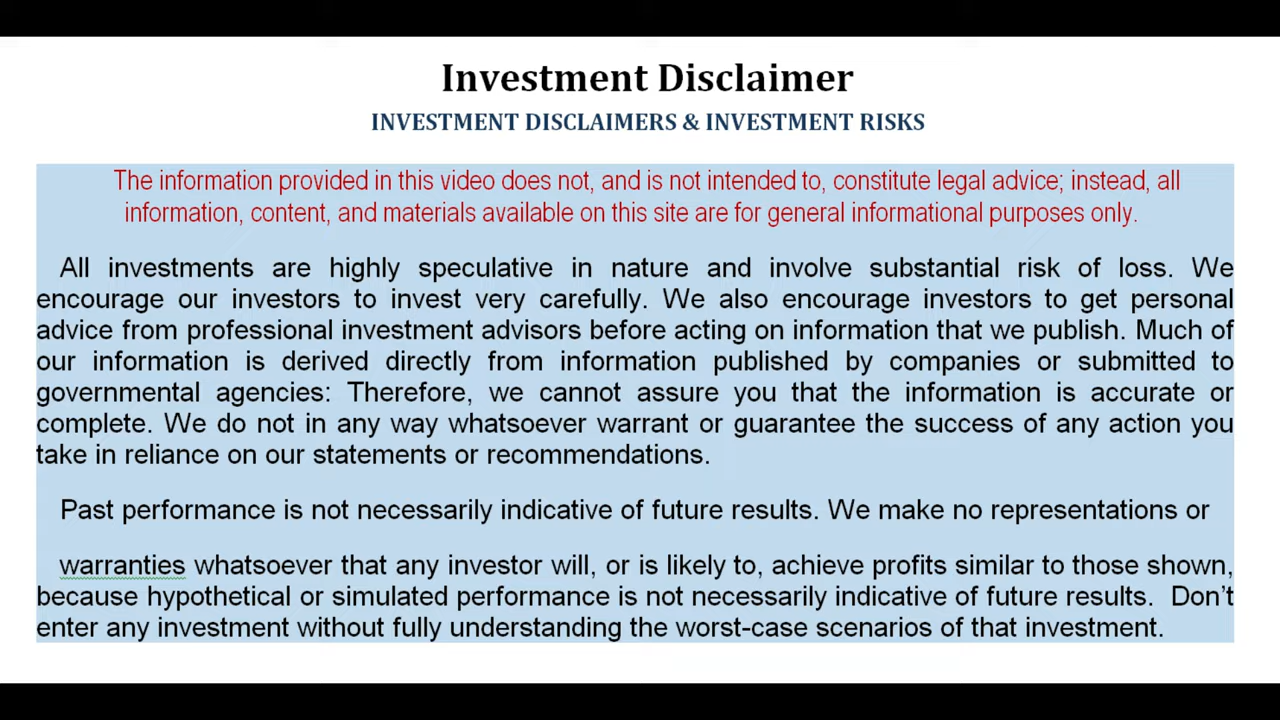 Investment Disclaimer
INVESTMENT DISCLAIMERS & INVESTMENT RISKS
The information provided in this video does not, and is not intended to, constitute legal advice; instead, all
information, content, and materials available on this site are for general informational purposes only.
All investments are highly speculative in nature and involve substantial risk of loss. We
encourage our investors to invest very carefully. We also encourage investors to get personal
advice from professional investment advisors before acting on information that we publish. Much of
our information is derived directly from information published by companies or submitted to
governmental agencies: Therefore, we cannot assure you that the information is accurate or
complete. We do not in any way whatsoever warrant or guarantee the success of any action you
take in reliance on our statements or recommendations.
Past performance is not necessarily indicative of future results. We make no representations or
warranties whatsoever that any investor will, or is likely to, achieve profits similar to those shown,
because hypothetical or simulated performance is not necessarily indicative of future results.  Don’t
enter any investment without fully understanding the worst-case scenarios of that investment.